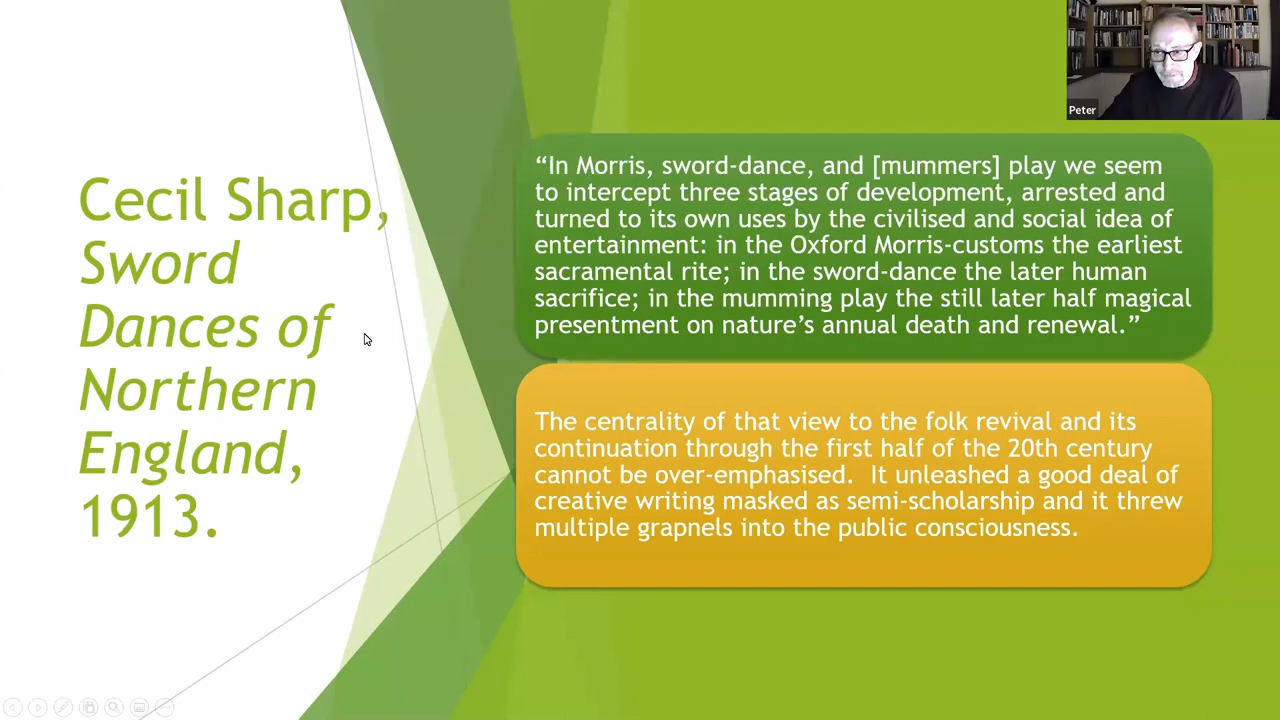 Peter
Cecil Sharp,
Sword
Dances of
Northern
England,
1913.
“In Morris, sword-dance, and [mummers] play we seem
to intercept three stages of development, arrested and
turned to its own uses by the civilised and social idea of
entertainment: in the Oxford Morris-customs the earliest
sacramental rite; in the sword-dance the later human
sacrifice; in the mumming play the still later half magical
presentment on nature’s annual death and renewal.”
The centrality of that view to the folk revival and its
continuation through the first half of the 20th century
cannot be over-emphasised.  It unleashed a good deal of
creative writing masked as semi-scholarship and it threw
multiple grapnels into the public consciousness.